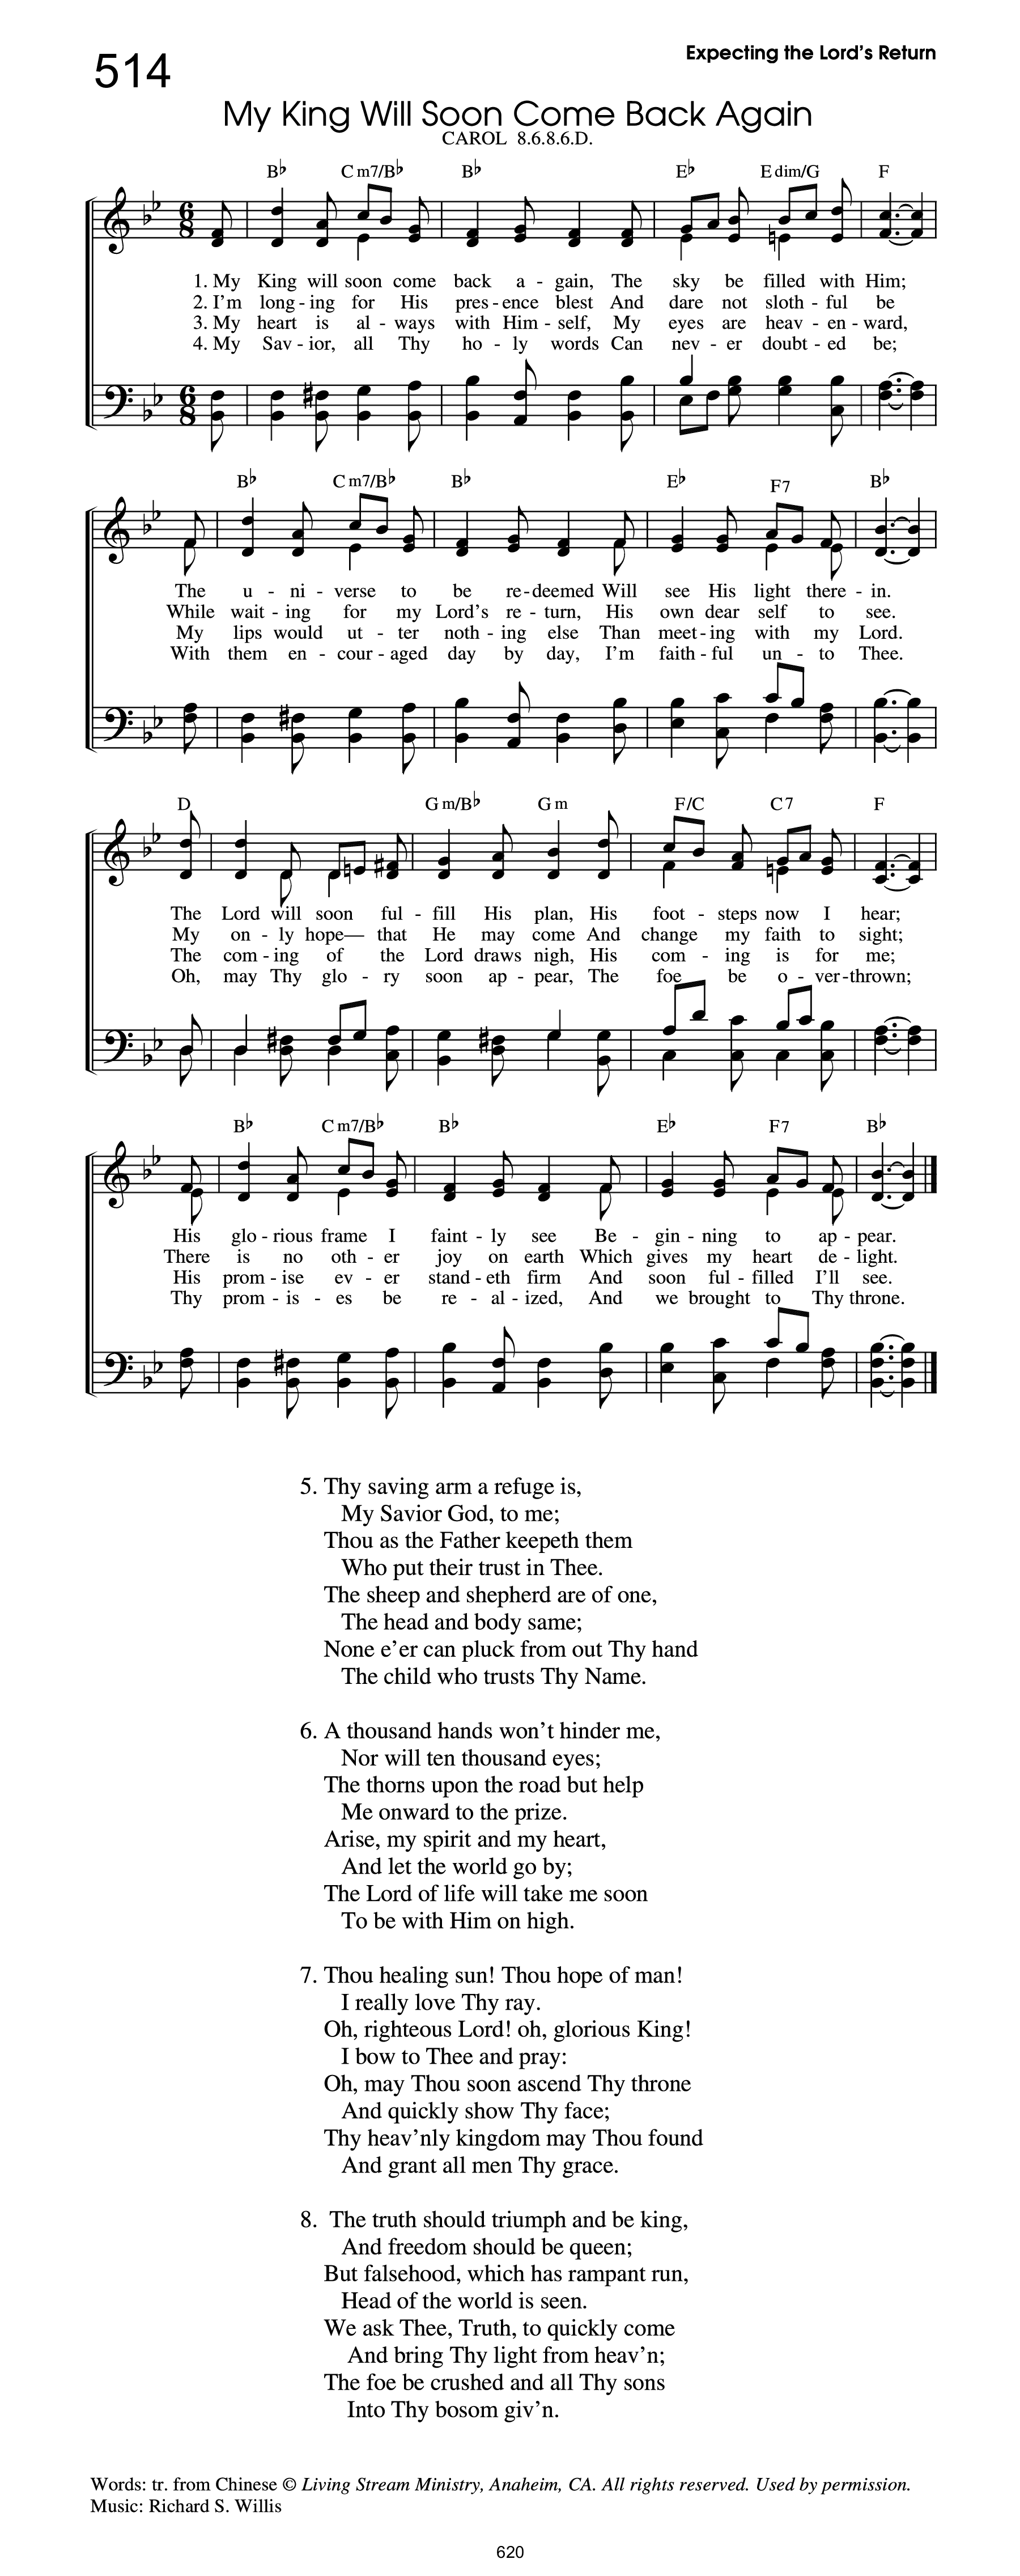 514
Expecting the Lord's Return
My King Will Soon Come Back Again
CAROL 8.6.8.6.D.
B♭ Cm7/B♭ B♭ E♭ Edim/G F
1. My King will soon come back a - gain, The sky be filled with Him;
2. I'm long - ing for His pres - ence blest And dare not sloth - ful be
3. My heart is al - ways with Him - self, My eyes are heav - en - ward,
4. My Sav - ior, all Thy ho - ly words Can nev - er doubt - ed be;
B♭ Cm7/B♭ B♭ E♭ F7 B♭
The u - ni - verse to be re - deemed Will see His light there - in.
While wait - ing for my Lord's re - turn, His own dear self to see.
My lips would ut - ter noth - ing else Than meet - ing with my Lord.
With them en - cour - aged day by day, I'm faith - ful un - to Thee.
D Gm/B♭ Gm F/C C7 F
The Lord will soon ful - fill His plan, His foot - steps now I hear;
My on - ly hope— that He may come And change my faith to sight;
The com - ing of the Lord draws nigh, His com - ing is for me;
Oh, may Thy glo - ry soon ap - pear, The foe be o - ver - thrown;
B♭ Cm7/B♭ B♭ E♭ F7 B♭
His glo - rious frame I faint - ly see Be - gin - ning to ap - pear.
There is no oth - er joy on earth Which gives my heart de - light.
His prom - ise ev - er stand - eth firm And soon ful - filled I'll see.
Thy prom - is - es be re - al - ized, And we brought to Thy throne.
5. Thy saving arm a refuge is,
My Savior God, to me;
Thou as the Father keepeth them
Who put their trust in Thee.
The sheep and shepherd are of one,
The head and body same;
None e'er can pluck from out Thy hand
The child who trusts Thy Name.
6. A thousand hands won't hinder me,
Nor will ten thousand eyes;
The thorns upon the road but help
Me onward to the prize.
Arise, my spirit and my heart,
And let the world go by;
The Lord of life will take me soon
To be with Him on high.
7. Thou healing sun! Thou hope of man!
I really love Thy ray.
Oh, righteous Lord! oh, glorious King!
I bow to Thee and pray:
Oh, may Thou soon ascend Thy throne
And quickly show Thy face;
Thy heav'nly kingdom may Thou found
And grant all men Thy grace.
8. The truth should triumph and be king,
And freedom should be queen;
But falsehood, which has rampant run,
Head of the world is seen.
We ask Thee, Truth, to quickly come
And bring Thy light from heav'n;
The foe be crushed and all Thy sons
Into Thy bosom giv'n.
Words: tr. from Chinese © Living Stream Ministry, Anaheim, CA. All rights reserved. Used by permission.
Music: Richard S. Willis
620